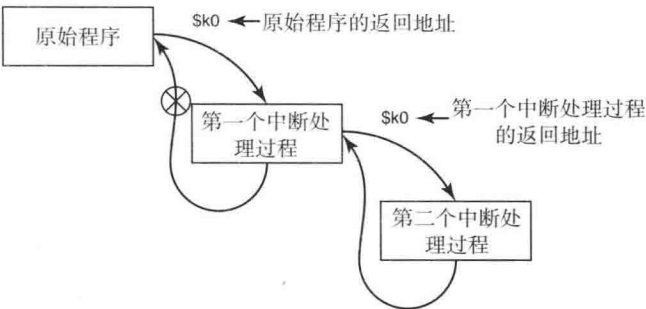 $k0 ← 原始程序的返回地址
原始程序
第一个中断处
理过程
$k0 ← 第一个中断处理过程
的返回地址
第二个中断处
理过程